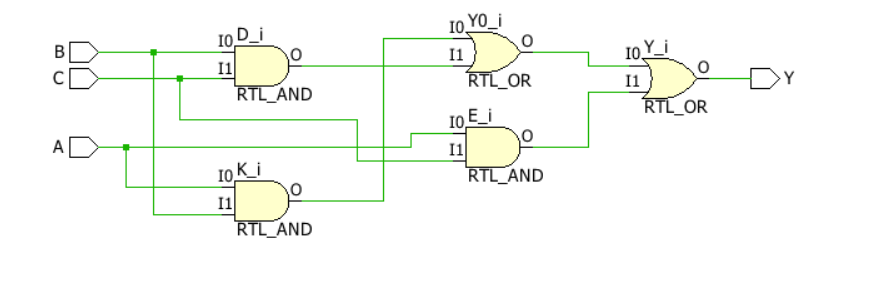 B
C
A
I0 D_i
I1 O
RTL_AND
I0 K_i
I1 O
RTL_AND
I0 Y0_i
I1 O
RTL_OR
I0 E_i
I1 O
RTL_AND
I0 Y_i
I1 O
RTL_OR
Y